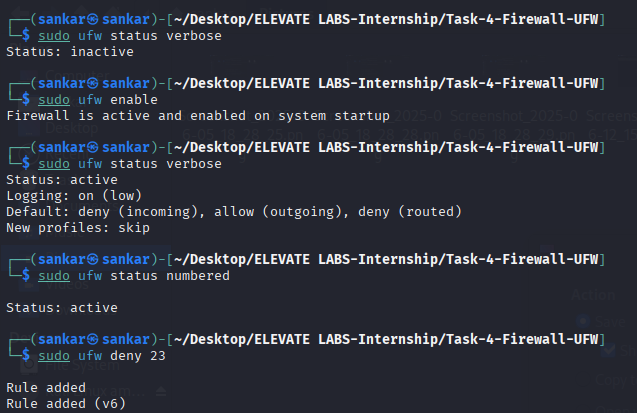 ┌──(sankar㉿sankar)-[~/Desktop/ELEVATE LABS-Internship/Task-4-Firewall-UFW]
└─$ sudo ufw status verbose
Status: inactive
┌──(sankar㉿sankar)-[~/Desktop/ELEVATE LABS-Internship/Task-4-Firewall-UFW]
└─$ sudo ufw enable
Firewall is active and enabled on system startup
┌──(sankar㉿sankar)-[~/Desktop/ELEVATE LABS-Internship/Task-4-Firewall-UFW]
└─$ sudo ufw status verbose
Status: active
Logging: on (low)
Default: deny (incoming), allow (outgoing), deny (routed)
New profiles: skip
┌──(sankar㉿sankar)-[~/Desktop/ELEVATE LABS-Internship/Task-4-Firewall-UFW]
└─$ sudo ufw status numbered
Status: active
┌──(sankar㉿sankar)-[~/Desktop/ELEVATE LABS-Internship/Task-4-Firewall-UFW]
└─$ sudo ufw deny 23
Rule added
Rule added (v6)